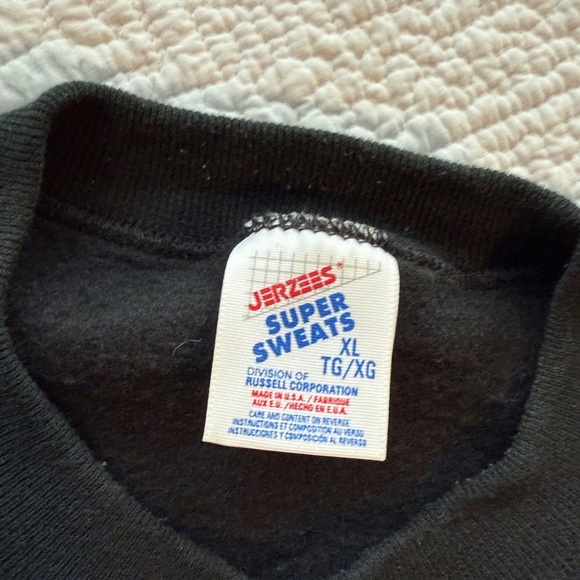 JERZEES®
SUPER
SWEATS
XL
TG/XG
DIVISION OF
RUSSELL CORPORATION
MADE IN U.S.A. / FABRIQUE
AUX E.U. / HECHO EN E.U.A.
CARE AND CONTENT ON REVERSE
INSTRUCTIONS ET COMPOSITION AU VERSO
INSTRUCCIONES Y COMPOSICIÓN AL REVERSO